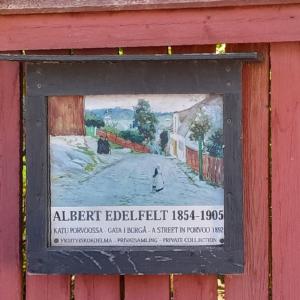 ALBERT EDELFELT 1854-1905
KATU PORVOOSSA - GATA I BORGÅ - A STREET IN PORVOO 1892
YKSITYISKOKOELMA - PRIVATSAMLING - PRIVATE COLLECTION